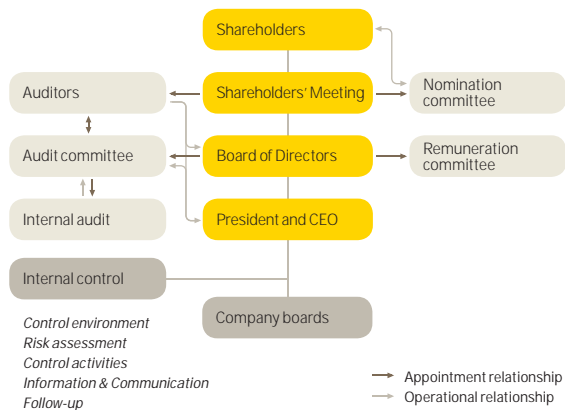 Shareholders
Auditors
Shareholders' Meeting
Nomination
committee
Audit committee
Board of Directors
Remuneration
committee
Internal audit
President and CEO
Internal control
Company boards
Control environment
Risk assessment
Control activities
Information & Communication
Follow-up
Appointment relationship
Operational relationship